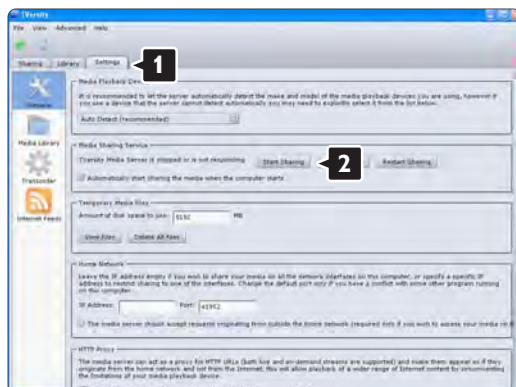 TVersity
File View Advanced Help
Sharing Library Settings
1
Media Playback Device
It is recommended to let the server automatically detect the make and model of the media playback devices you are using, however if
you use a device that the server cannot detect automatically you may need to explicitly select it from the list below.
Auto Detect (recommended)
Media Library
Media Sharing Service
TVersity Media Server is stopped or is not responding Start Sharing Restart Sharing
2
Automatically start sharing the media when the computer starts
Transcoder
Internet Feeds
Temporary Media Files
Amount of disk space to use: 8192 MB
View Files Delete All Files
Home Network
Leave the IP address empty if you wish to share your media on all the network interfaces on this computer, or specify a specific IP
address to restrict sharing to one of the interfaces. Change the default port only if you have a conflict with some other program running
on this computer.
IP Address: Port: 41952
The media server should accept requests originating from outside the home network (required only if you wish to access your media on
HTTP Proxy
The media server can act as a proxy for HTTP URLs (both live and on-demand streams are supported) and make them appear as if they
originate from the home network and not from the Internet. This will allow playback of a wider range of Internet content by circumventing
the limitations of your media playback device.